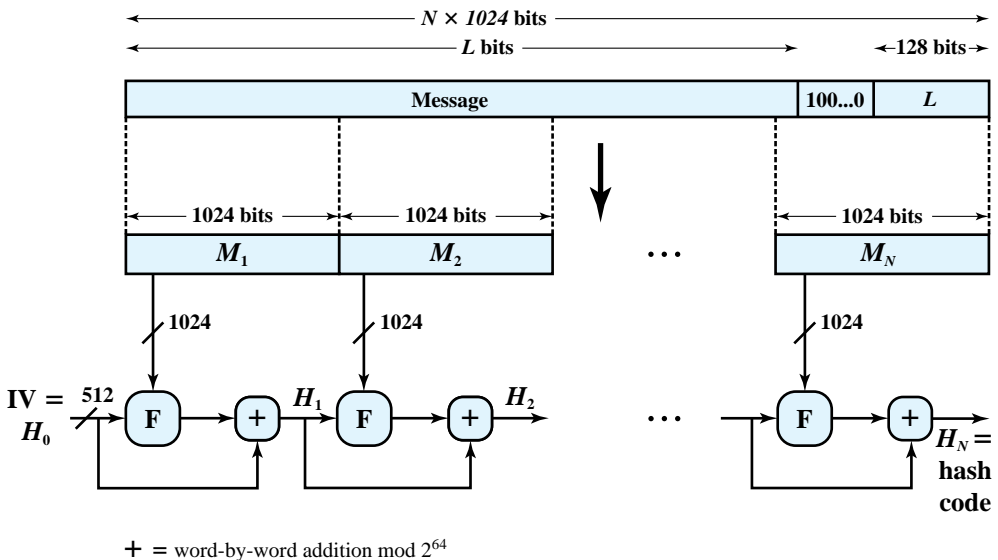 N × 1024 bits
L bits
128 bits
Message
100...0
L
1024 bits
1024 bits
1024 bits
M1
M2
...
MN
1024
1024
1024
IV =
H0
512
F
+
H1
F
+
H2
...
F
+
HN =
hash
code
+ = word-by-word addition mod 2^64